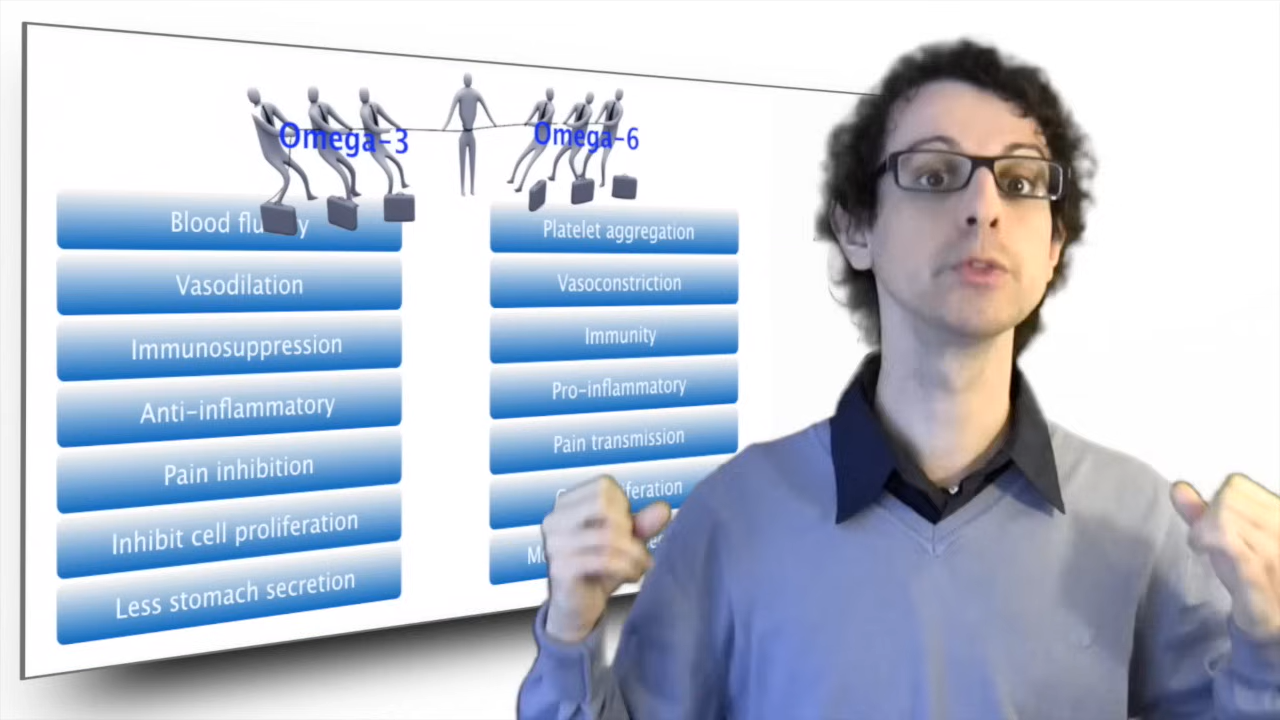 Omega-3
Omega-6
Blood
Vasodilation
Immunosuppression
Anti-inflammatory
Pain inhibition
Inhibit cell proliferation
Less stomach secretion
Platelet aggregation
Vasoconstriction
Immunity
Pro-inflammatory
Pain transmission